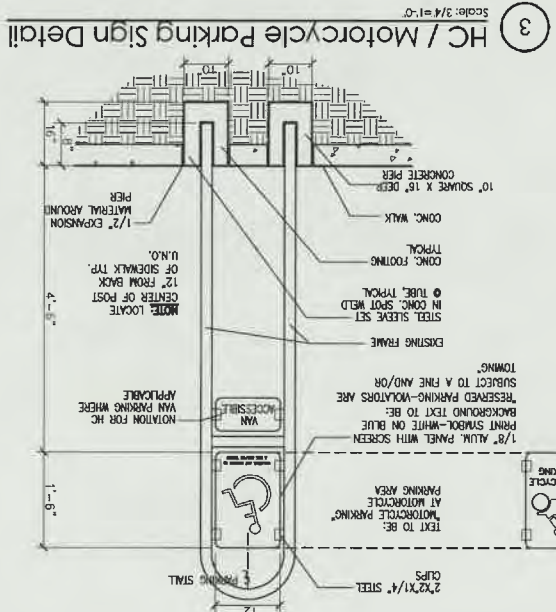 12"
℄ PARKING STALL
2"X2"X1/4" STEEL
CLIPS
TEXT TO BE:
"MOTORCYCLE PARKING"
AT MOTORCYCLE
PARKING AREA
1/8" ALUM. PANEL WITH SCREEN
PRINT SYMBOL-WHITE ON BLUE
BACKGROUND TEXT TO BE:
"RESERVED PARKING-VIOLATORS ARE
SUBJECT TO A FINE AND/OR
TOWING"
VAN
ACCESSIBLE
NOTATION FOR HC
VAN PARKING WHERE
APPLICABLE
EXISTING FRAME
STEEL SLEEVE SET
IN CONC. SPOT WELD
@ TUBE, TYPICAL
CONC. FOOTING
TYPICAL
CONC. WALK
10" SQUARE X 16" DEEP
CONCRETE PIER
NOTE: LOCATE
CENTER OF POST
12" FROM BACK
OF SIDEWALK TYP.
U.N.O.
1/2" EXPANSION
MATERIAL AROUND
PIER
1'-6"
4'-6"
8"
16"
10"
10"
3
HC / Motorcycle Parking Sign Detail
Scale: 3/4=1'-0"